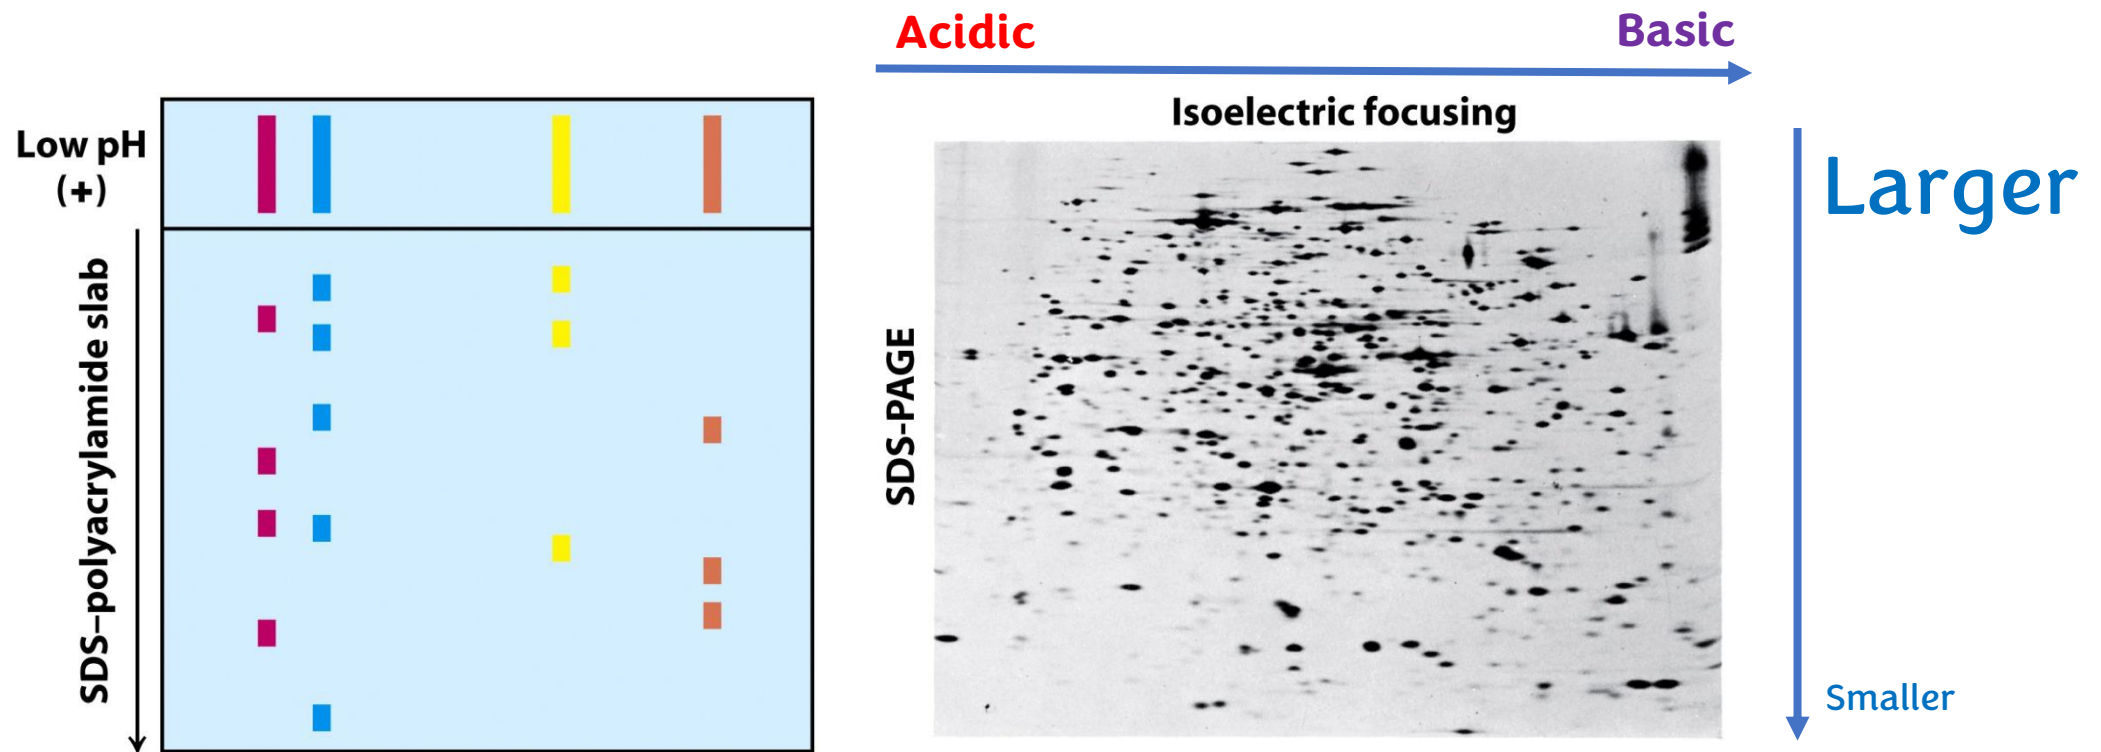 Low pH
(+)
SDS–polyacrylamide slab
Acidic
Basic
Isoelectric focusing
SDS-PAGE
Larger
Smaller